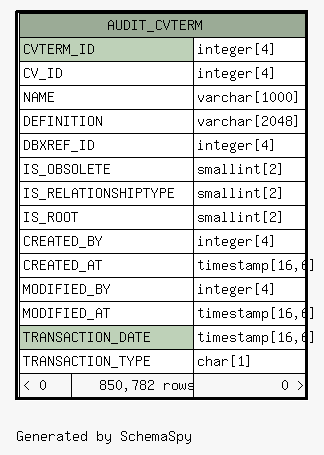 AUDIT_CVTERM
CVTERM_ID integer[4]
CV_ID integer[4]
NAME varchar[1000]
DEFINITION varchar[2048]
DBXREF_ID integer[4]
IS_OBSOLETE smallint[2]
IS_RELATIONSHIPTYPE smallint[2]
IS_ROOT smallint[2]
CREATED_BY integer[4]
CREATED_AT timestamp[16,6]
MODIFIED_BY integer[4]
MODIFIED_AT timestamp[16,6]
TRANSACTION_DATE timestamp[16,6]
TRANSACTION_TYPE char[1]
< 0 850,782 rows 0 >
Generated by SchemaSpy